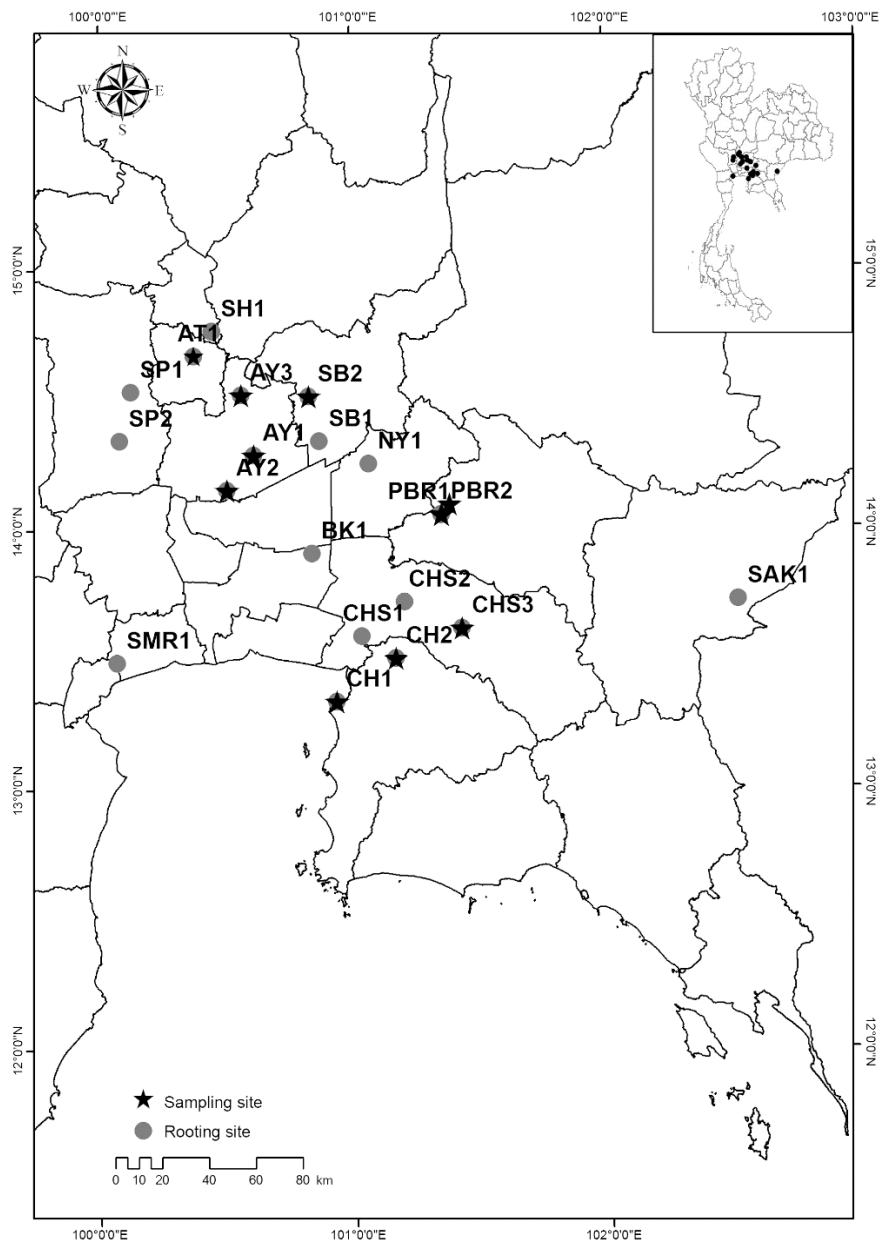 100°0'0"E 101°0'0"E 102°0'0"E 103°0'0"E
N
W E
S
15°0'0"N 15°0'0"N
SH1
AT1
SP1 AY3 SB2
SP2 AY1 SB1 NY1
AY2
PBR1 PBR2
14°0'0"N 14°0'0"N
BK1
CHS2 SAK1
CHS1 CHS3
SMR1 CH2
CH1
13°0'0"N 13°0'0"N
12°0'0"N 12°0'0"N
Sampling site
Rooting site
0 10 20 40 60 80 km
100°0'0"E 101°0'0"E 102°0'0"E